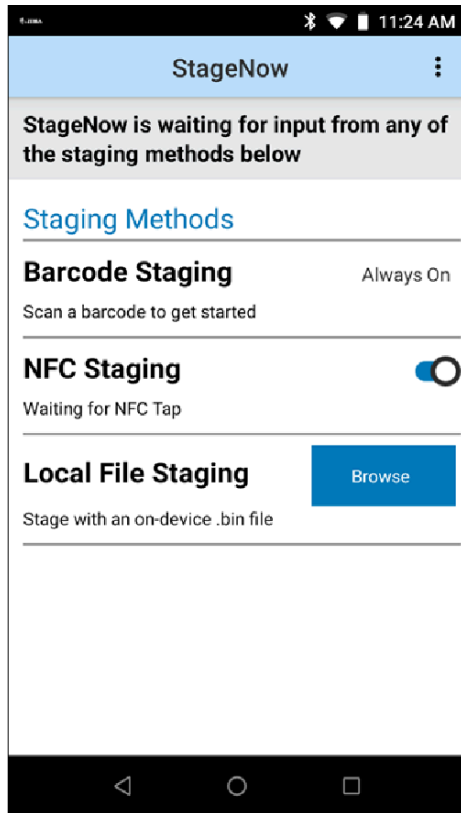 11:24 AM
StageNow
StageNow is waiting for input from any of
the staging methods below
Staging Methods
Barcode Staging
Always On
Scan a barcode to get started
NFC Staging
Waiting for NFC Tap
Local File Staging
Browse
Stage with an on-device .bin file